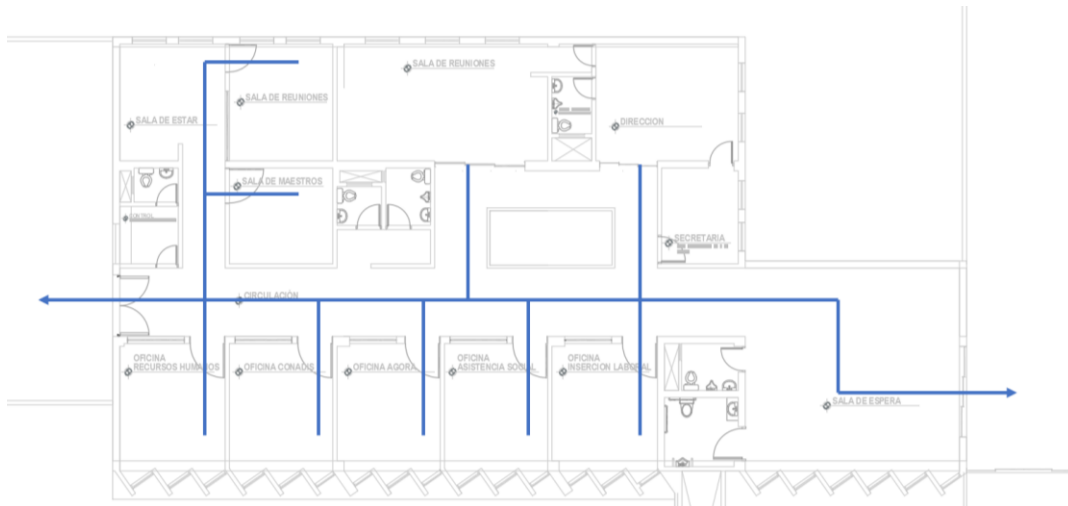 SALA DE REUNIONES
SALA DE REUNIONES
SALA DE ESTAR
DIRECCION
SALA DE MAESTROS
CONTROL
SECRETARIA
CIRCULACIÓN
OFICINA
RECURSOS HUMANOS
OFICINA CONADIS
OFICINA AGORA
OFICINA
ASISTENCIA SOCIAL
OFICINA
INSERCION LABORAL
SALA DE ESPERA